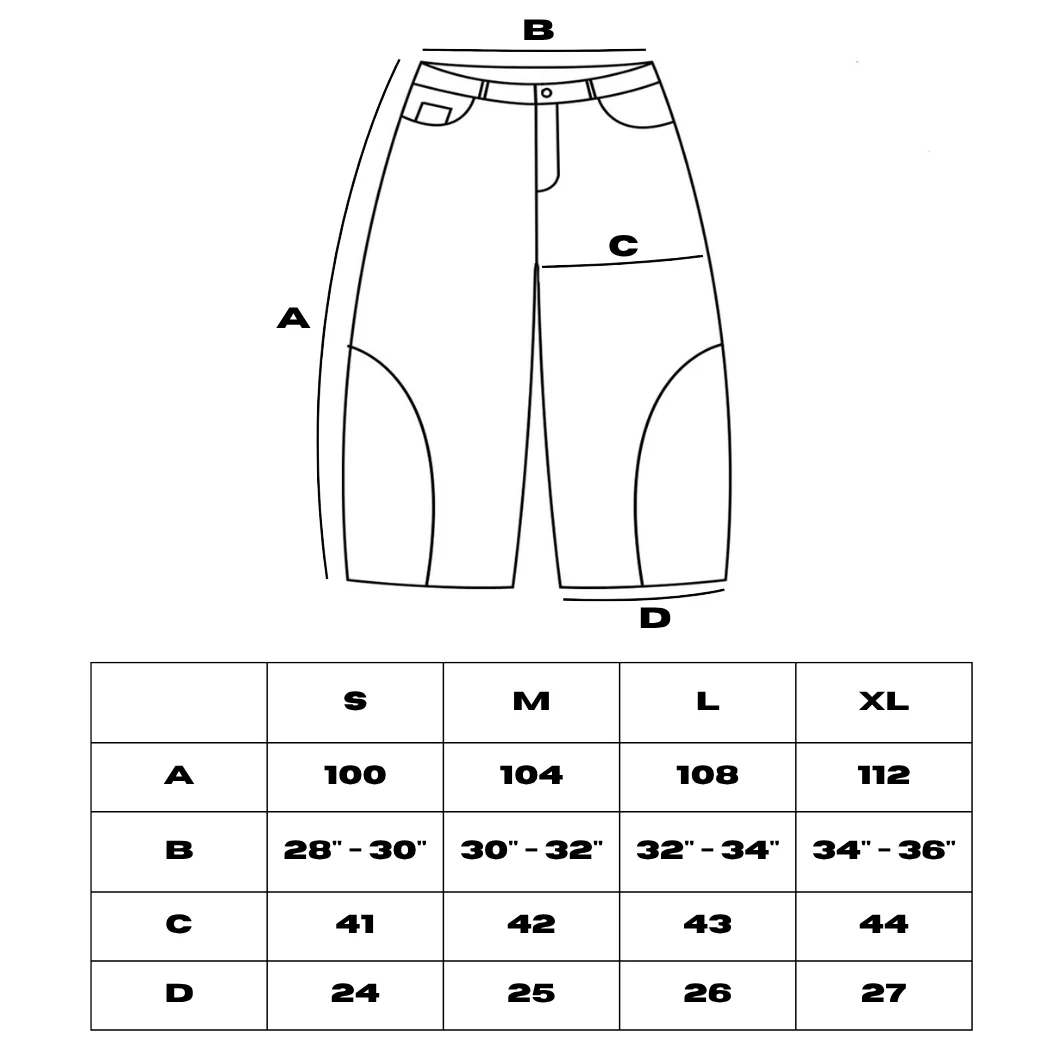 B
C
A
D
S M L XL
A 100 104 108 112
B 28" - 30" 30" - 32" 32" - 34" 34" - 36"
C 41 42 43 44
D 24 25 26 27